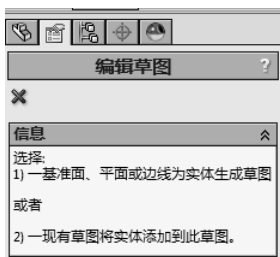 编辑草图
?
信息
选择:
1) 一基准面、平面或边线为实体生成草图
或者
2) 一现有草图将实体添加到此草图。